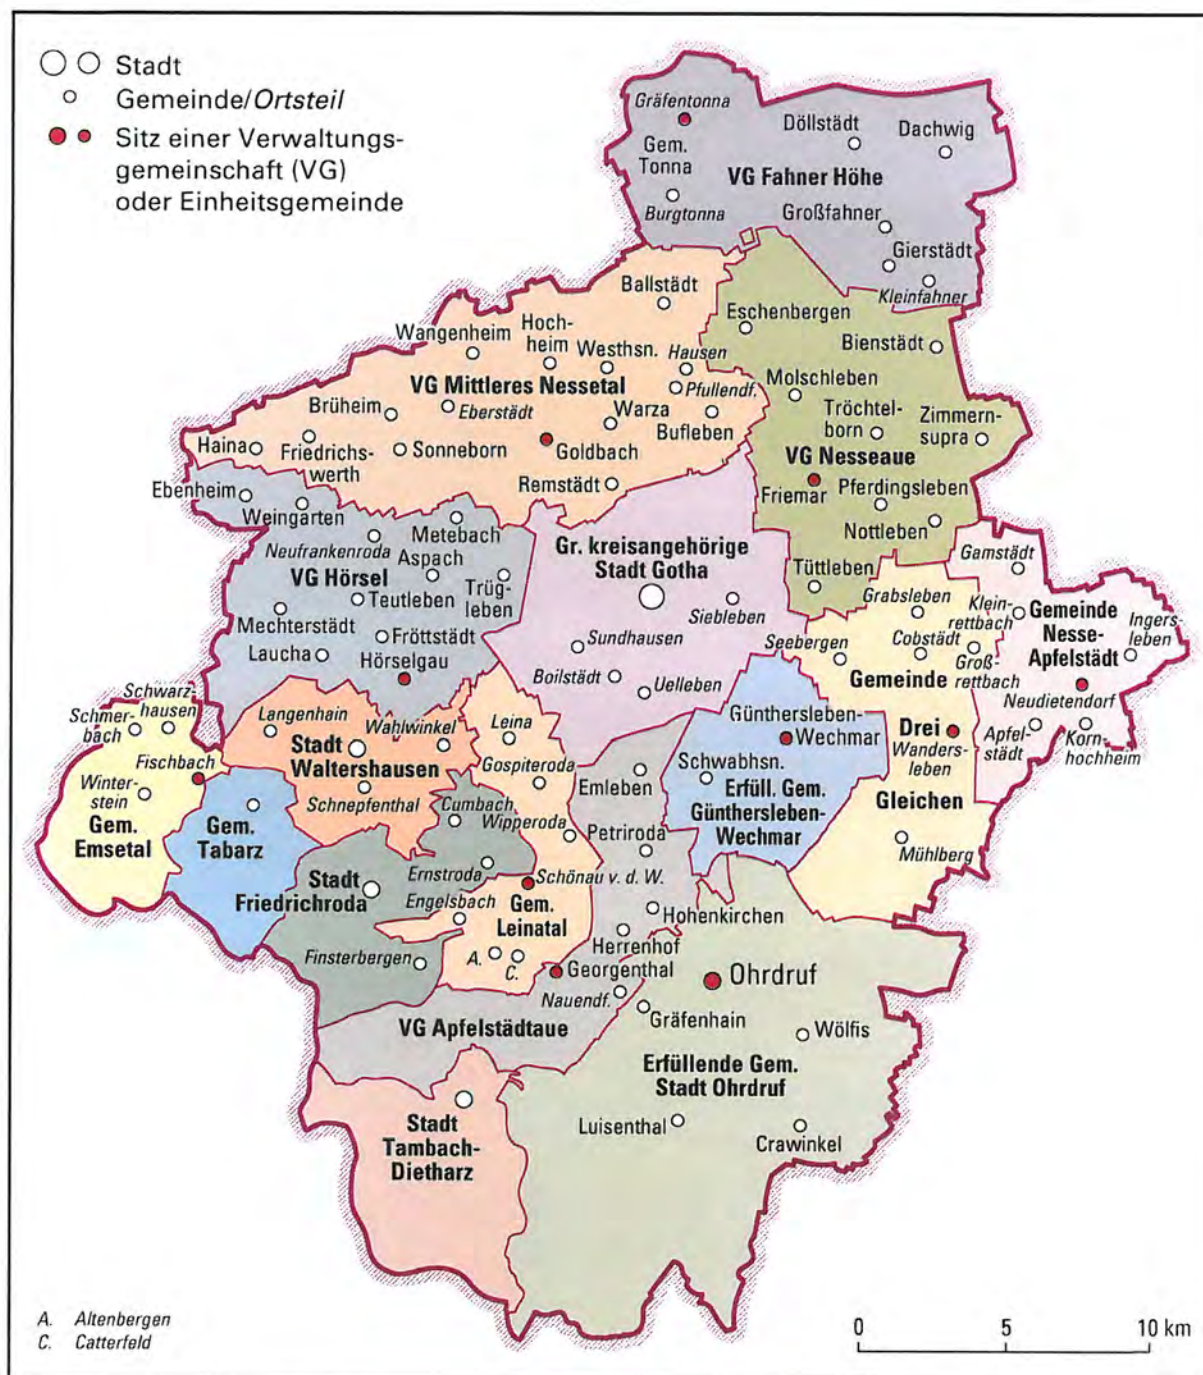 Stadt
Gemeinde/Ortsteil
Sitz einer Verwaltungs-
gemeinschaft (VG)
oder Einheitsgemeinde
Gräfentonna
Döllstädt
Dachwig
Gem.
Tonna
VG Fahner Höhe
Burgtonna
Großfahner
Gierstädt
Kleinfahner
Ballstädt
Eschenbergen
Bienstädt
Wangenheim
Hoch-
heim
Westhsn.
Hausen
VG Mittleres Nessetal
Pfullendf.
Molschleben
Brüheim
Eberstädt
Warza
Bufleben
Tröchtel-
born
Zimmern-
supra
Haina
Friedrichs-
werth
Sonneborn
Goldbach
VG Nesseaue
Friemar
Pferdingsleben
Remstädt
Nottleben
Ebenheim
Weingarten
Metebach
Neufrankenroda
Aspach
VG Hörsel
Trüg-
leben
Teutleben
Gr. kreisangehörige
Stadt Gotha
Siebleben
Tüttleben
Gamstädt
Grabsleben
Klein-
rettbach
Gemeinde
Nesse-
Apfelstädt
Ingers-
leben
Mechterstädt
Fröttstädt
Sundhausen
Seebergen
Cobstädt
Groß-
rettbach
Laucha
Hörselgau
Boilstädt
Uelleben
Gemeinde
Neudietendorf
Schwarz-
hausen
Schmer-
bach
Langenhain
Wahlwinkel
Leina
Günthersleben-
Wechmar
Drei
Wanders-
leben
Apfel-
städt
Korn-
hochheim
Fischbach
Stadt
Waltershausen
Gospiteroda
Emleben
Schwabhsn.
Erfüll. Gem.
Günthersleben-
Wechmar
Gleichen
Winter-
stein
Gem.
Emsetal
Schnepfenthal
Gem.
Tabarz
Cumbach
Wipperoda
Petriroda
Mühlberg
Ernstroda
Schönau v. d. W.
Stadt
Friedrichroda
Engelsbach
Gem.
Leinatal
Hohenkirchen
Herrenhof
Finsterbergen
A.
C.
Georgenthal
Ohrdruf
Nauendf.
Gräfenhain
Wölfis
VG Apfelstädtaue
Erfüllende Gem.
Stadt Ohrdruf
Stadt
Tambach-
Dietharz
Luisenthal
Crawinkel
A. Altenbergen
C. Catterfeld
0 5 10 km